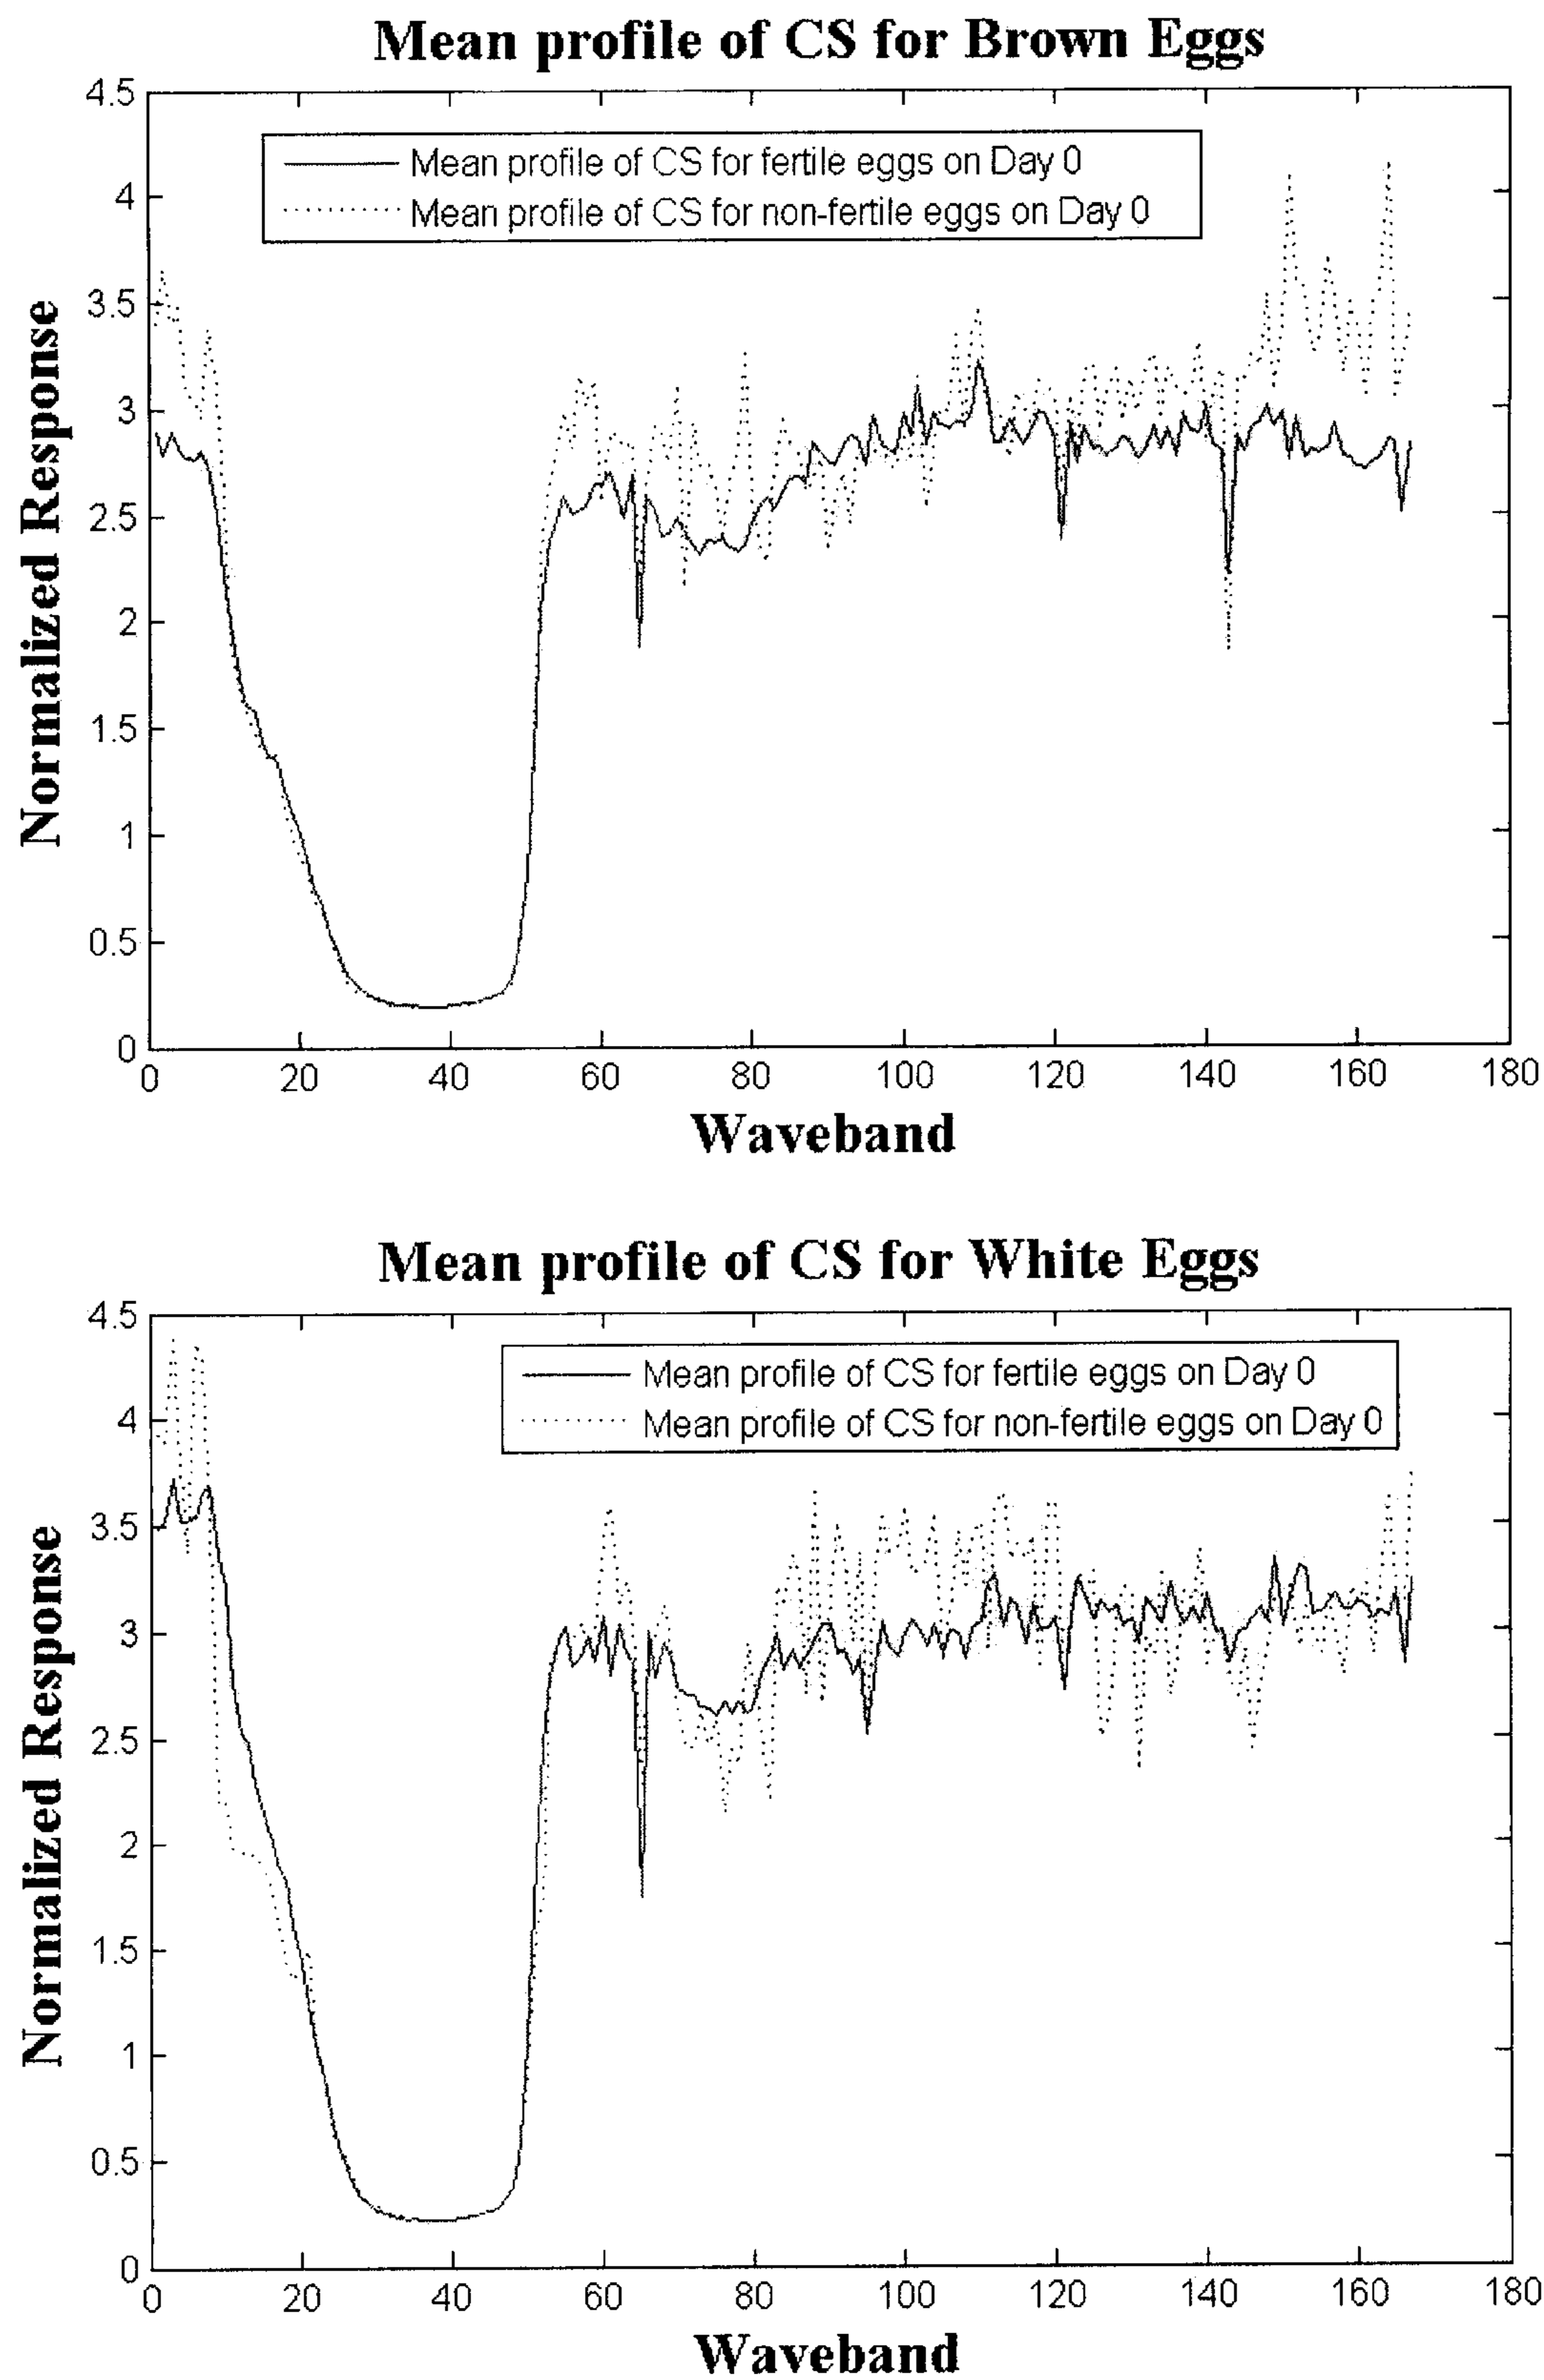 Mean profile of CS for Brown Eggs
4.5
Mean profile of CS for fertile eggs on Day 0
Mean profile of CS for non-fertile eggs on Day 0
4
3.5
3
2.5
2
1.5
1
0.5
0
Normalized Response
0 20 40 60 80 100 120 140 160 180
Waveband
Mean profile of CS for White Eggs
4.5
Mean profile of CS for fertile eggs on Day 0
Mean profile of CS for non-fertile eggs on Day 0
4
3.5
3
2.5
2
1.5
1
0.5
0
Normalized Response
0 20 40 60 80 100 120 140 160 180
Waveband